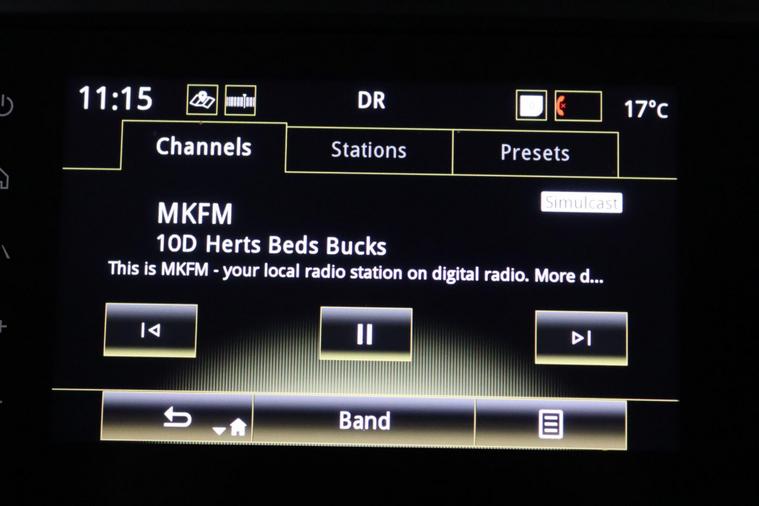 11:15 DR 17°C
Channels Stations Presets
Simulcast
MKFM
10D Herts Beds Bucks
This is MKFM - your local radio station on digital radio. More d...
Band